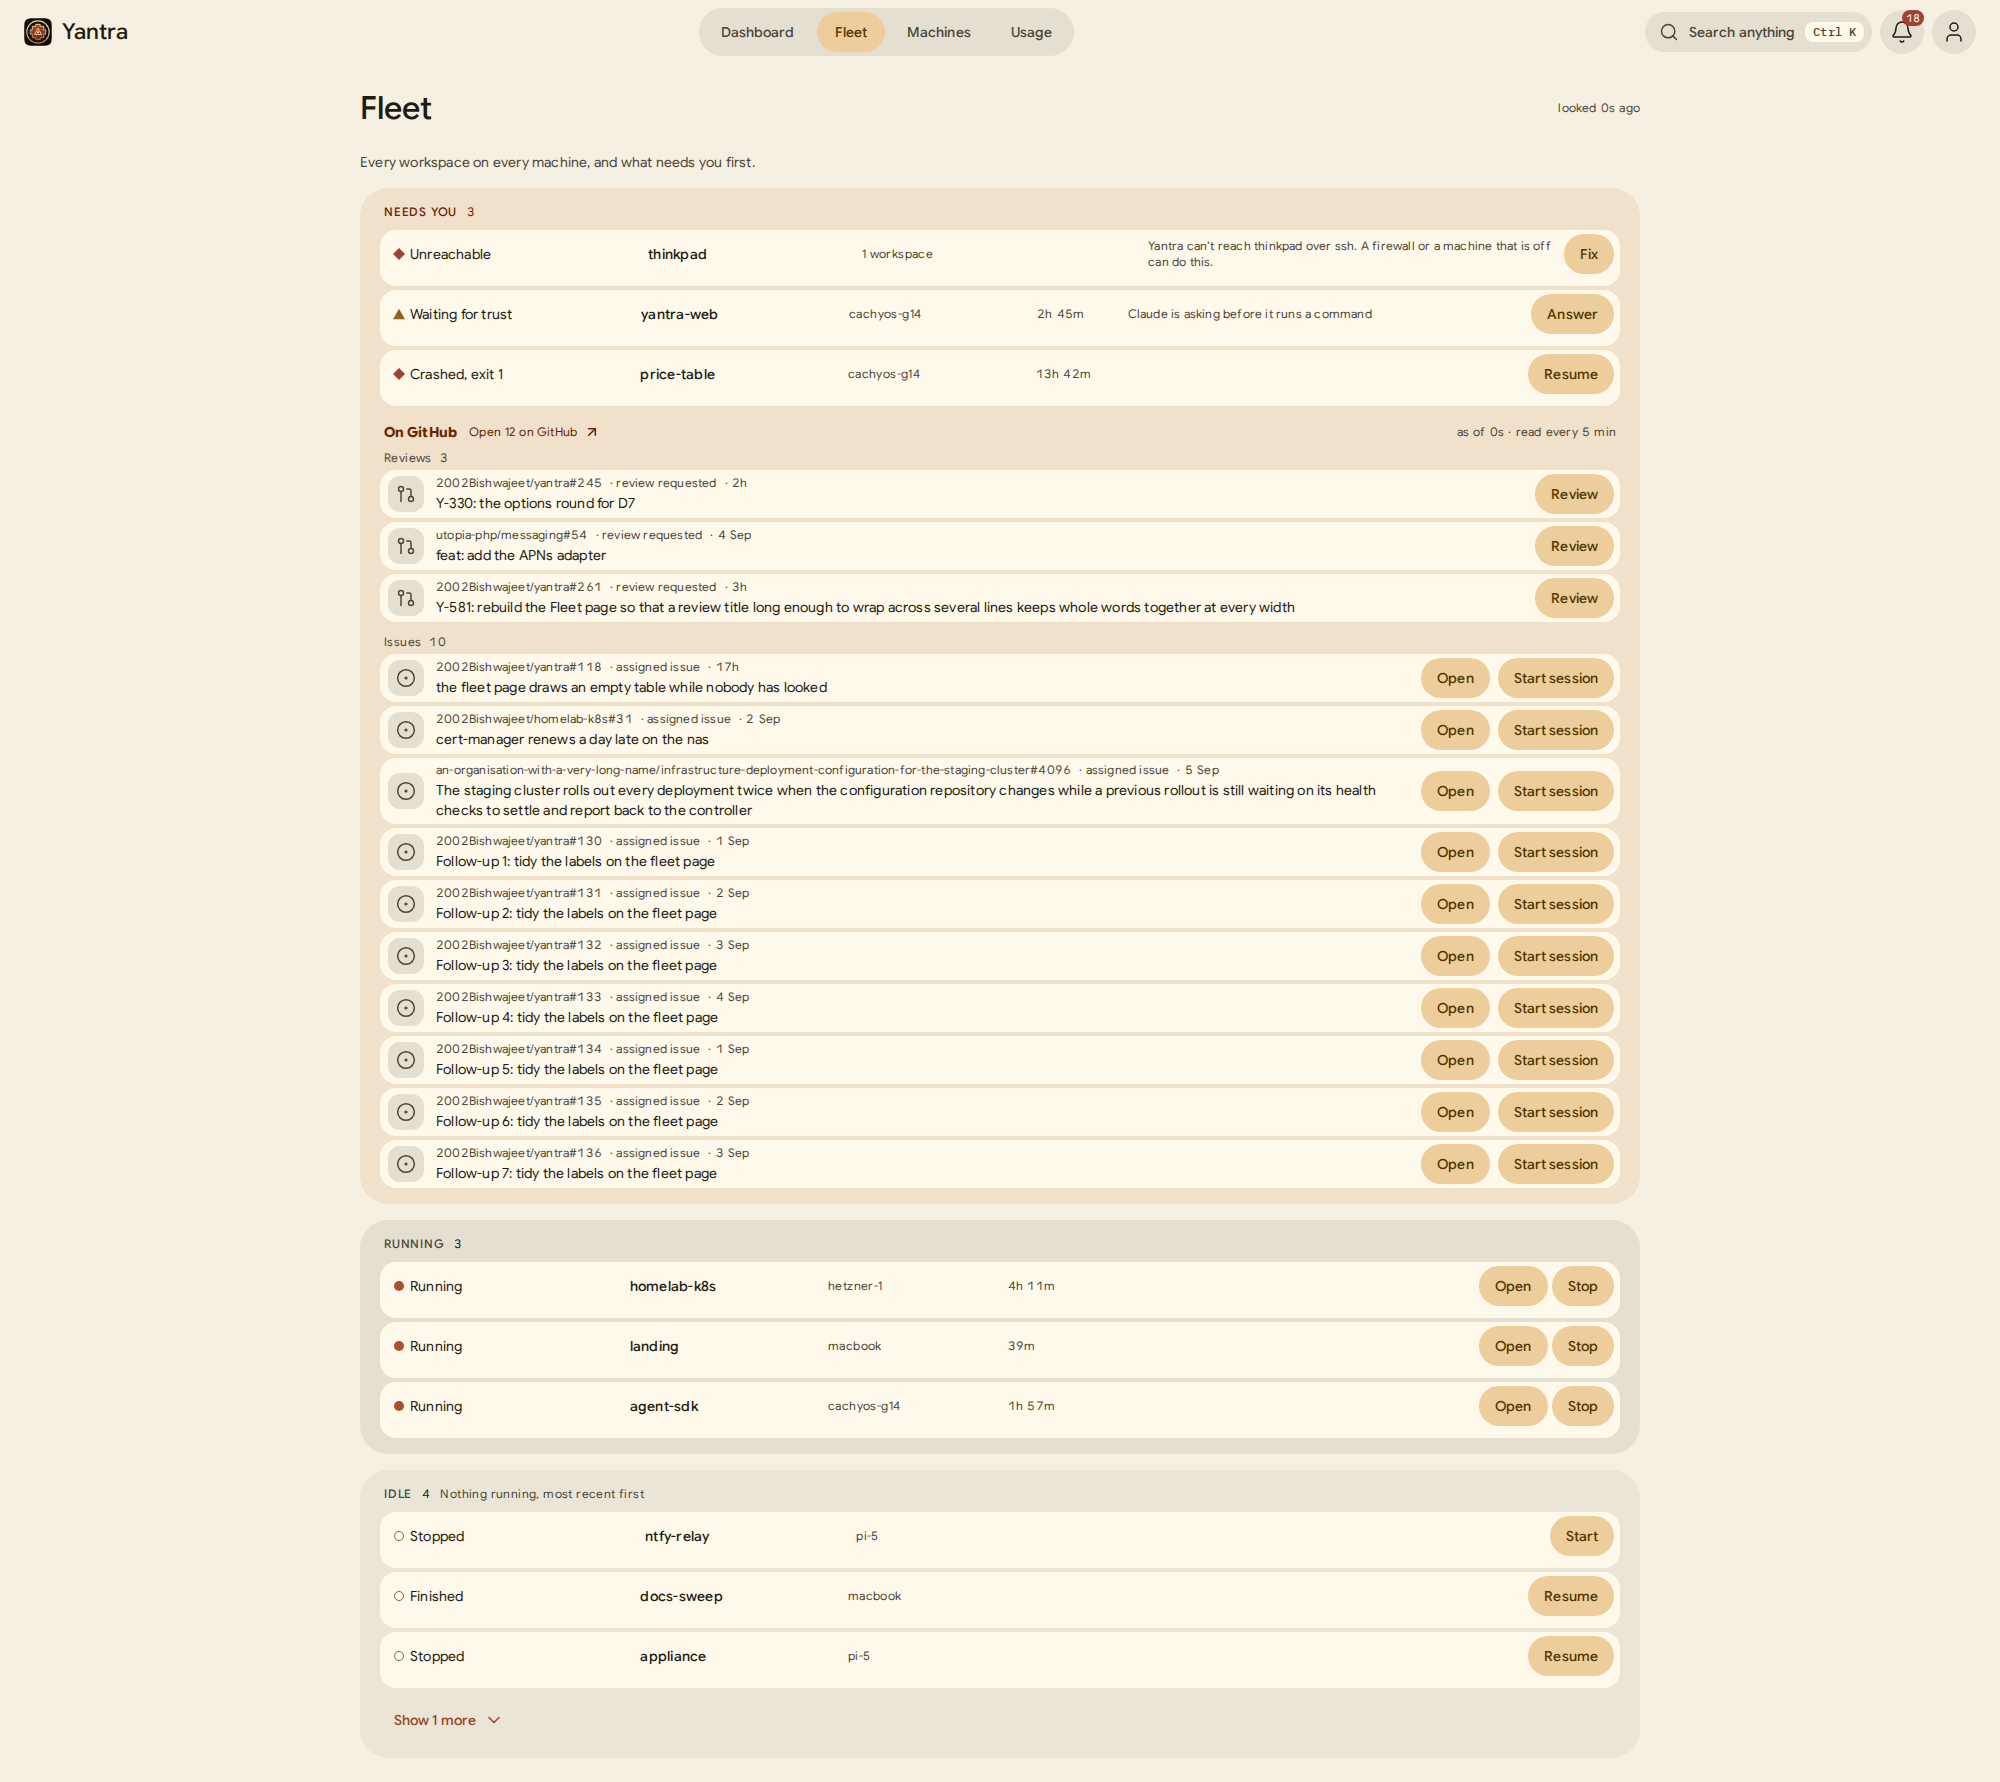 Yantra
Dashboard Fleet Machines Usage
Search anything Ctrl K 18
Fleet
looked 0s ago
Every workspace on every machine, and what needs you first.
NEEDS YOU 3
Unreachable thinkpad 1 workspace Yantra can't reach thinkpad over ssh. A firewall or a machine that is off
can do this.
Fix
Waiting for trust yantra-web cachyos-g14 2h 45m Claude is asking before it runs a command Answer
Crashed, exit 1 price-table cachyos-g14 13h 42m Resume
On GitHub Open 12 on GitHub as of 0s · read every 5 min
Reviews 3
2002Bishwajeet/yantra#245 · review requested · 2h
Y-330: the options round for D7
Review
utopia-php/messaging#54 · review requested · 4 Sep
feat: add the APNs adapter
Review
2002Bishwajeet/yantra#261 · review requested · 3h
Y-581: rebuild the Fleet page so that a review title long enough to wrap across several lines keeps whole words together at every width
Review
Issues 10
2002Bishwajeet/yantra#118 · assigned issue · 17h
the fleet page draws an empty table while nobody has looked
Open Start session
2002Bishwajeet/homelab-k8s#31 · assigned issue · 2 Sep
cert-manager renews a day late on the nas
Open Start session
an-organisation-with-a-very-long-name/infrastructure-deployment-configuration-for-the-staging-cluster#4096 · assigned issue · 5 Sep
The staging cluster rolls out every deployment twice when the configuration repository changes while a previous rollout is still waiting on its health
checks to settle and report back to the controller
Open Start session
2002Bishwajeet/yantra#130 · assigned issue · 1 Sep
Follow-up 1: tidy the labels on the fleet page
Open Start session
2002Bishwajeet/yantra#131 · assigned issue · 2 Sep
Follow-up 2: tidy the labels on the fleet page
Open Start session
2002Bishwajeet/yantra#132 · assigned issue · 3 Sep
Follow-up 3: tidy the labels on the fleet page
Open Start session
2002Bishwajeet/yantra#133 · assigned issue · 4 Sep
Follow-up 4: tidy the labels on the fleet page
Open Start session
2002Bishwajeet/yantra#134 · assigned issue · 1 Sep
Follow-up 5: tidy the labels on the fleet page
Open Start session
2002Bishwajeet/yantra#135 · assigned issue · 2 Sep
Follow-up 6: tidy the labels on the fleet page
Open Start session
2002Bishwajeet/yantra#136 · assigned issue · 3 Sep
Follow-up 7: tidy the labels on the fleet page
Open Start session
RUNNING 3
Running homelab-k8s hetzner-1 4h 11m Open Stop
Running landing macbook 39m Open Stop
Running agent-sdk cachyos-g14 1h 57m Open Stop
IDLE 4 Nothing running, most recent first
Stopped ntfy-relay pi-5 Start
Finished docs-sweep macbook Resume
Stopped appliance pi-5 Resume
Show 1 more